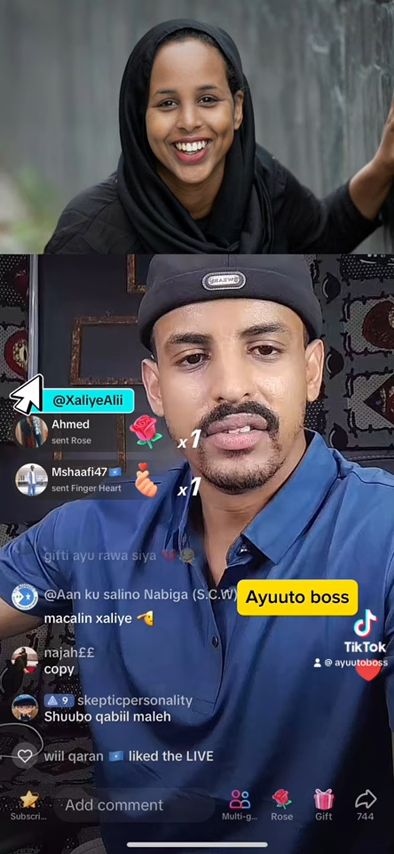 @XaliyeAlii
Ahmed
sent Rose
x1
Mshaafi47
sent Finger Heart
x1
gifti ayu rawa siya
@Aan ku salino Nabiga (S.C.W)
Ayuuto boss
macalin xaliye
TikTok
@ ayuutoboss
najah££
copy
9 skepticpersonality
Shuubo qabiil maleh
wiil qaran liked the LIVE
Subscri...
Add comment
Multi-g...
Rose
Gift
744